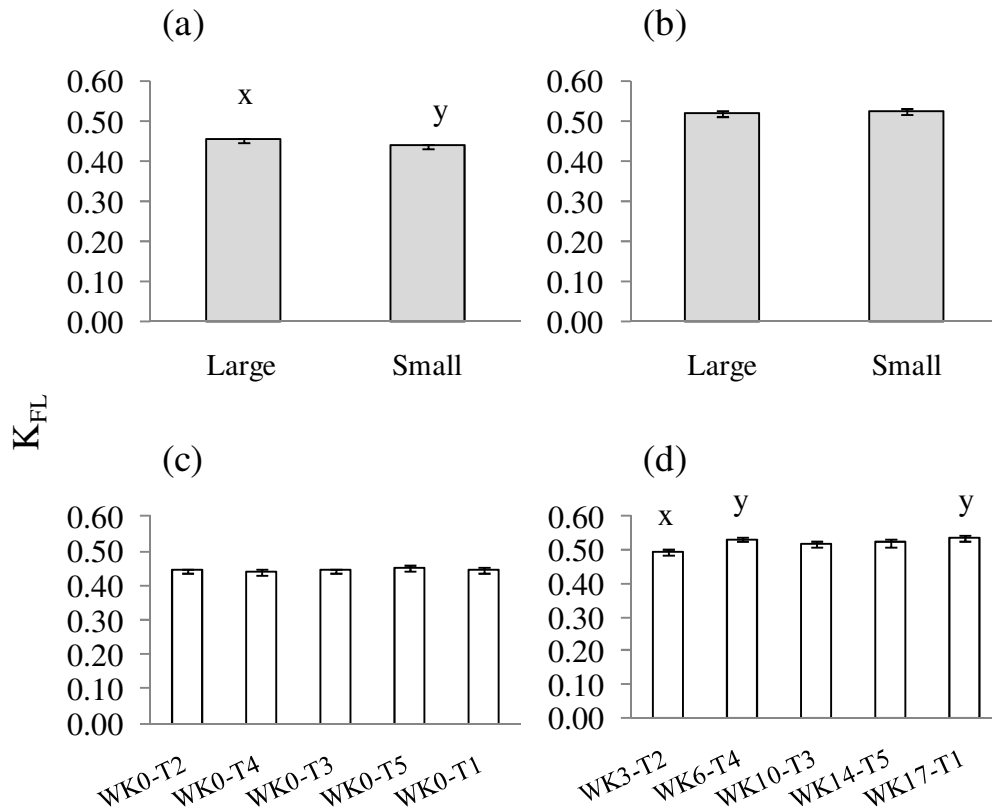 (a)
0.60
0.50
0.40
0.30
0.20
0.10
0.00
x
y
Large
Small
(b)
0.60
0.50
0.40
0.30
0.20
0.10
0.00
Large
Small
K_FL
(c)
0.60
0.50
0.40
0.30
0.20
0.10
0.00
WK0-T2
WK0-T4
WK0-T3
WK0-T5
WK0-T1
(d)
0.60
0.50
0.40
0.30
0.20
0.10
0.00
x
y
y
WK3-T2
WK6-T4
WK10-T3
WK14-T5
WK17-T1